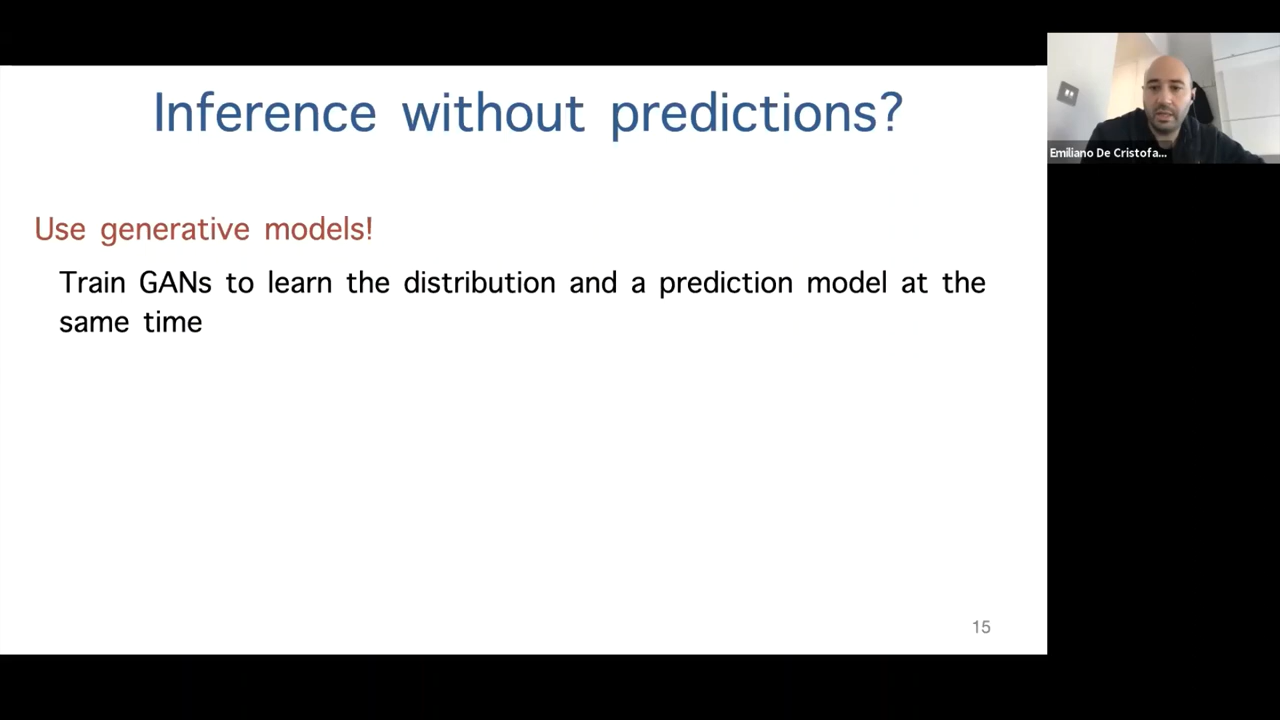 Inference without predictions?
Emiliano De Cristofa...
Use generative models!
Train GANs to learn the distribution and a prediction model at the
same time
15